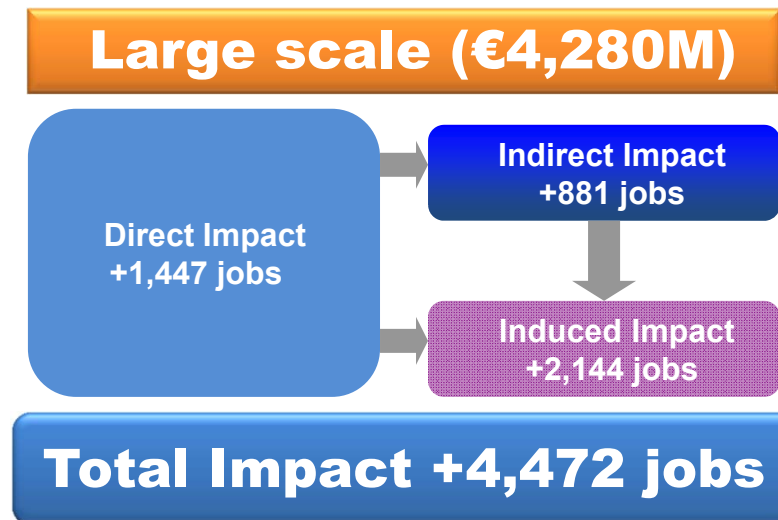 Large scale (€4,280M)
Direct Impact
+1,447 jobs
Indirect Impact
+881 jobs
Induced Impact
+2,144 jobs
Total Impact +4,472 jobs